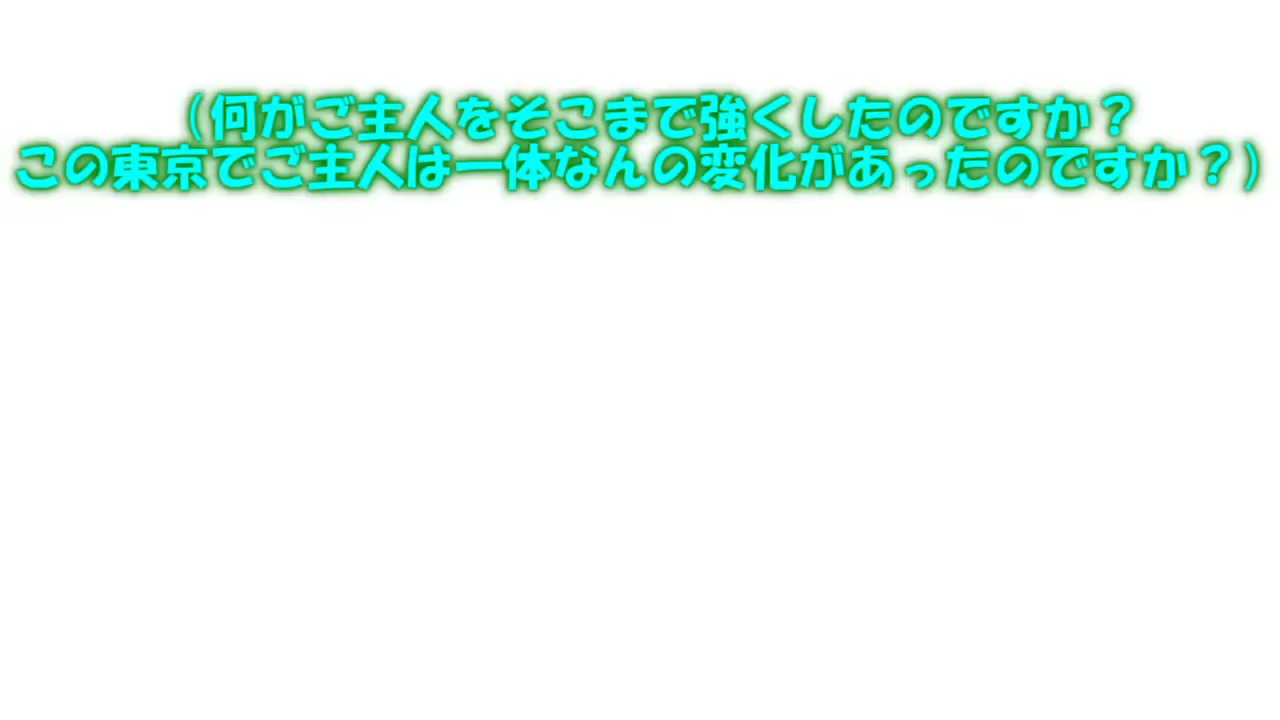 （何がご主人をそこまで強くしたのですか？
この東京でご主人は一体なんの変化があったのですか？）